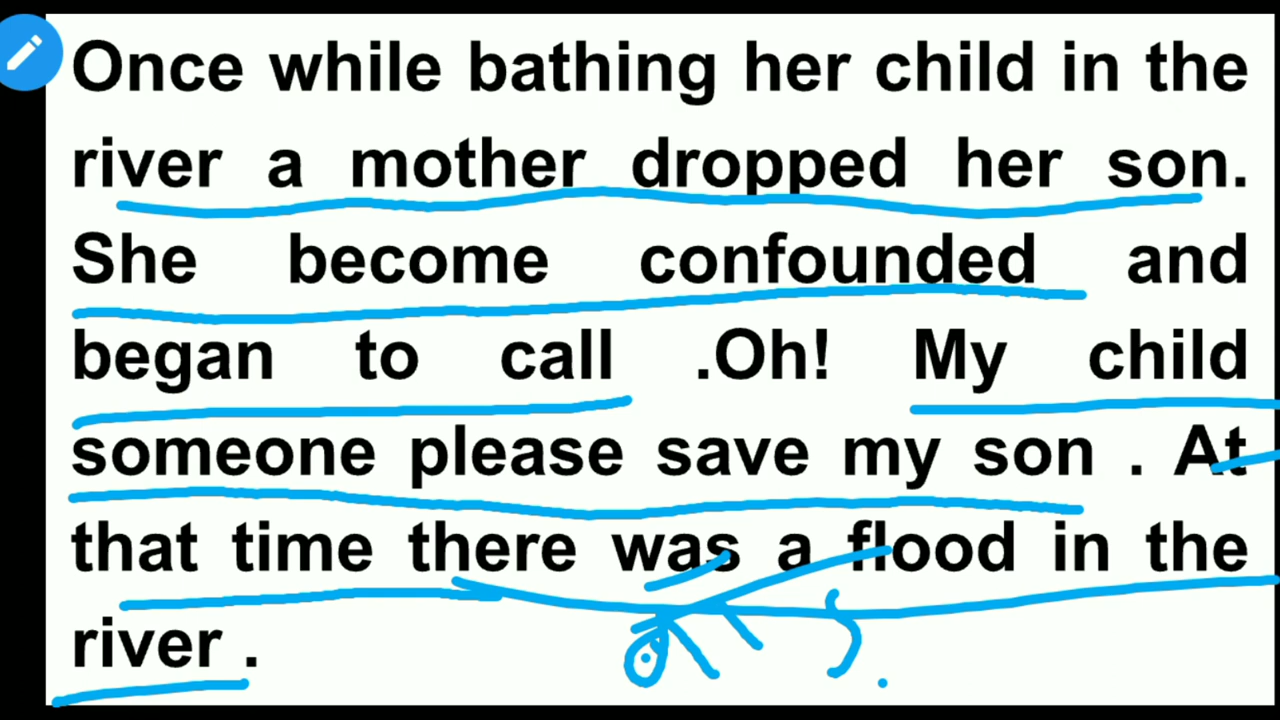 Once while bathing her child in the
river a mother dropped her son.
She become confounded and
began to call .Oh! My child
someone please save my son . At
that time there was a flood in the
river .